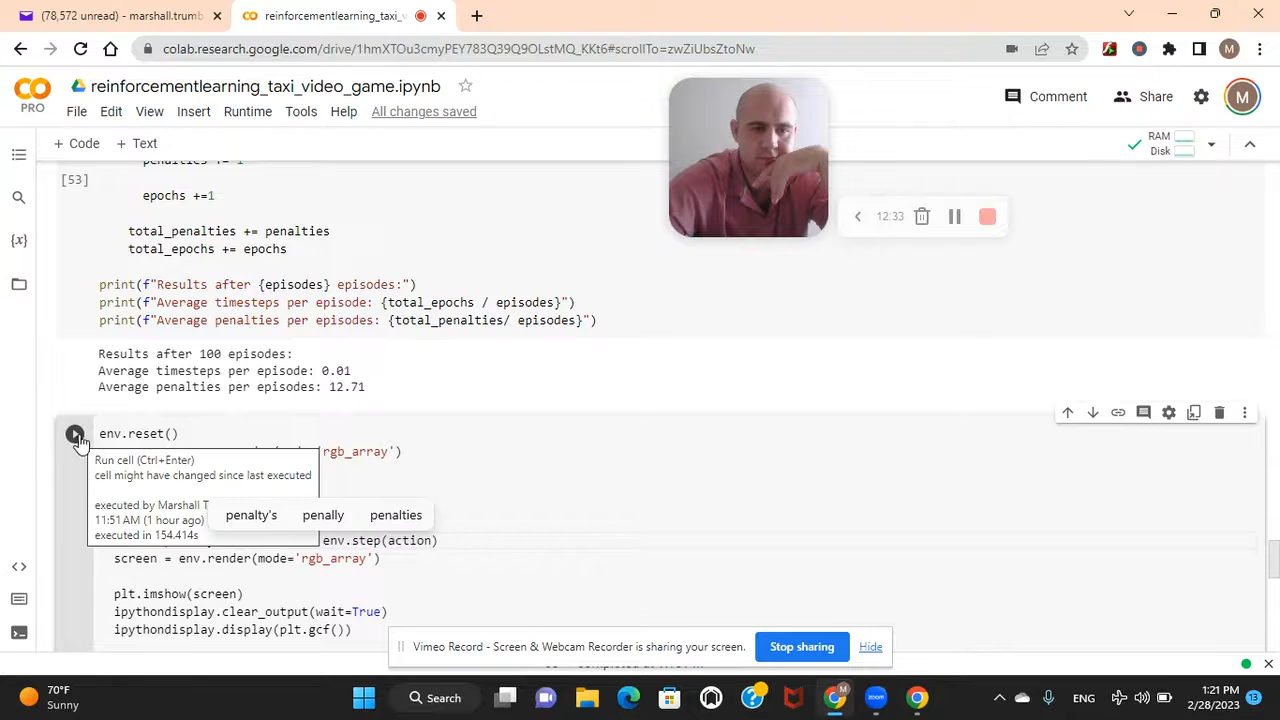 (78,572 unread) - marshall.trumb
reinforcementlearning_taxi_v
colab.research.google.com/drive/1hmXTOu3cmyPEY783Q39Q9OLstMQ_KKt6#scrollTo=zwZiUbsZtoNw
M
reinforcementlearning_taxi_video_game.ipynb
PRO
File Edit View Insert Runtime Tools Help All changes saved
Comment Share M
+ Code + Text
RAM
Disk
penalties += 1
[53]
epochs +=1
total_penalties += penalties
total_epochs += epochs
print(f"Results after {episodes} episodes:")
print(f"Average timesteps per episode: {total_epochs / episodes}")
print(f"Average penalties per episodes: {total_penalties/ episodes}")
12:33
Results after 100 episodes:
Average timesteps per episode: 0.01
Average penalties per episodes: 12.71
env.reset()
'rgb_array')
Run cell (Ctrl+Enter)
cell might have changed since last executed
executed by Marshall T
11:51 AM (1 hour ago)
executed in 154.414s
penalty's penally penalties
env.step(action)
screen = env.render(mode='rgb_array')
plt.imshow(screen)
ipythondisplay.clear_output(wait=True)
ipythondisplay.display(plt.gcf())
Vimeo Record - Screen & Webcam Recorder is sharing your screen. Stop sharing Hide
70°F
Sunny
Search
zoom
ENG
1:21 PM
2/28/2023
13